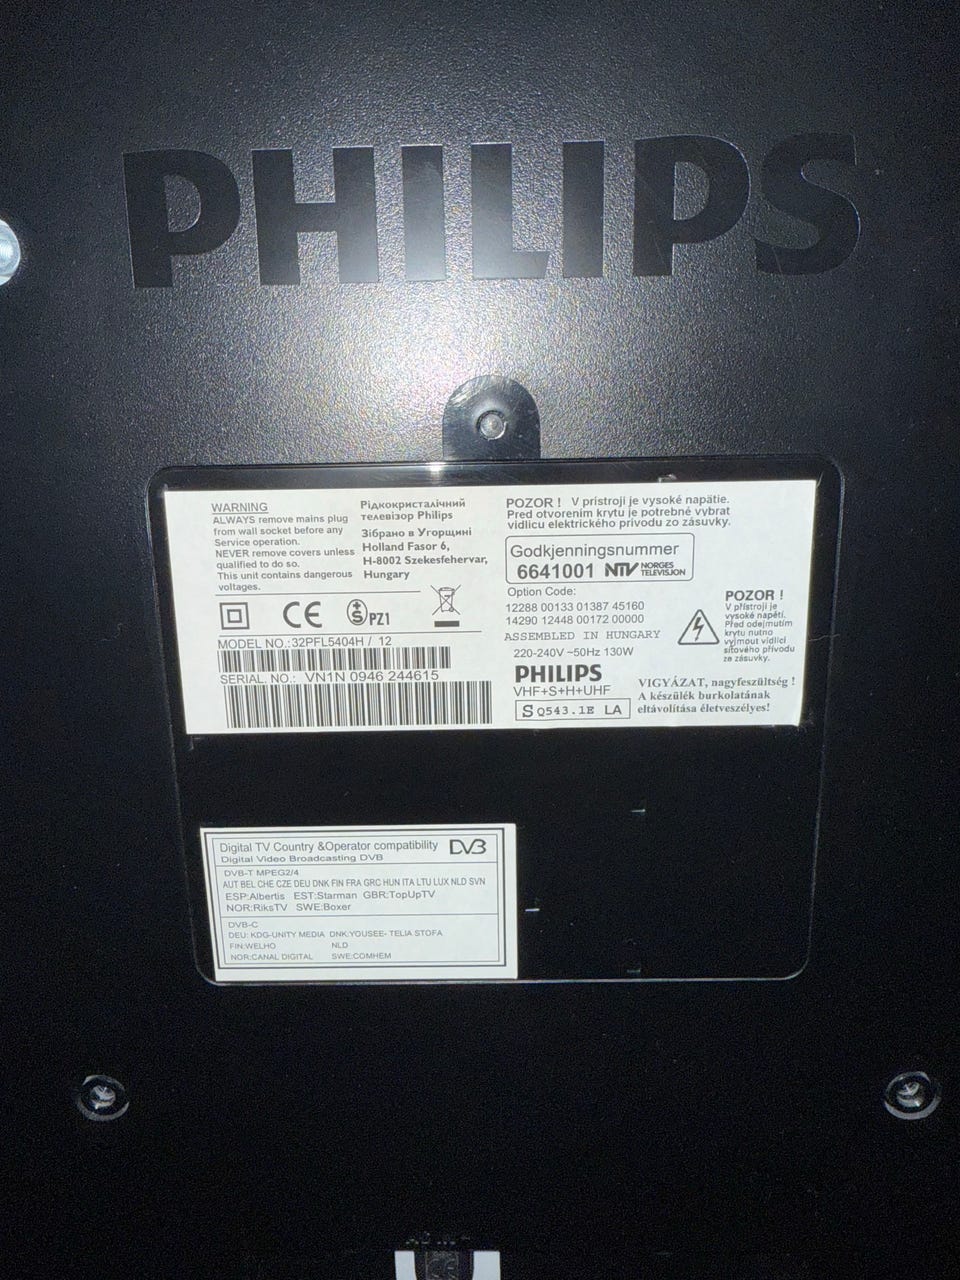 PHILIPS
WARNING
ALWAYS remove mains plug
from wall socket before any
Service operation.
NEVER remove covers unless
qualified to do so.
This unit contains dangerous
voltages.
Рідкокристалічний
телевізор Philips
Зібрано в Угорщині
Holland Fasor 6,
H-8002 Szekesfehervar,
Hungary
CE
S PZ1
MODEL NO.:32PFL5404H / 12
SERIAL. NO.: VN1N 0946 244615
POZOR ! V prístroji je vysoké napätie.
Pred otvorením krytu je potrebné vybrat
vidlicu elektrického prívodu zo zásuvky.
Godkjenningsnummer
6641001 NTV NORGES
TELEVISJON
Option Code:
12288 00133 01387 45160
14290 12448 00172 00000
ASSEMBLED IN HUNGARY
220-240V ~50Hz 130W
PHILIPS
VHF+S+H+UHF
S Q543.1E LA
POZOR !
V přístroji je
vysoké napětí.
Před odejmutím
krytu nutno
vyjmout vidlici
síťového přívodu
ze zásuvky.
VIGYÁZAT, nagyfeszültség !
A készülék burkolatának
eltávolítása életveszélyes!
Digital TV Country &Operator compatibility DVB
Digital Video Broadcasting DVB
DVB-T MPEG2/4
AUT BEL CHE CZE DEU DNK FIN FRA GRC HUN ITA LTU LUX NLD SVN
ESP:Albertis EST:Starman GBR:TopUpTV
NOR:RiksTV SWE:Boxer
DVB-C
DEU: KDG-UNITY MEDIA DNK:YOUSEE- TELIA STOFA
FIN:WELHO NLD
NOR:CANAL DIGITAL SWE:COMHEM
AC IN